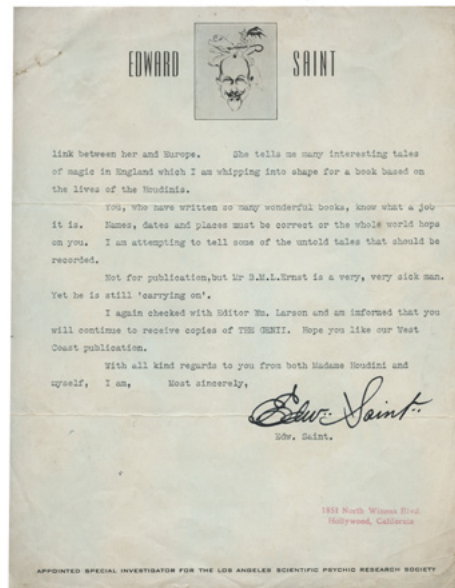 EDWARD SAINT
link between her and Europe. She tells me many interesting tales
of magic in England which I am whipping into shape for a book based
on the lives of the Houdinis.
You, who have written so many wonderful books, know what a job
it is. Names, dates and places must be correct or the whole world hops
on you. I am attempting to tell some of the untold tales that should be
recorded.
Not for publication,but Mr B.M.L.Ernst is a very, very sick man.
Yet he is still 'carrying on'.
I again checked with Editor Wm. Larson and am informed that you
will continue to receive copies of THE GENII. Hope you like our West
Coast publication.
With all kind regards to you from both Madame Houdini and
myself, I am, Most sincerely,
Edw. Saint.
Edw. Saint.
North Blvd.
Hollywood, California
APPOINTED SPECIAL INVESTIGATOR FOR THE LOS ANGELES SCIENTIFIC PSYCHIC RESEARCH SOCIETY